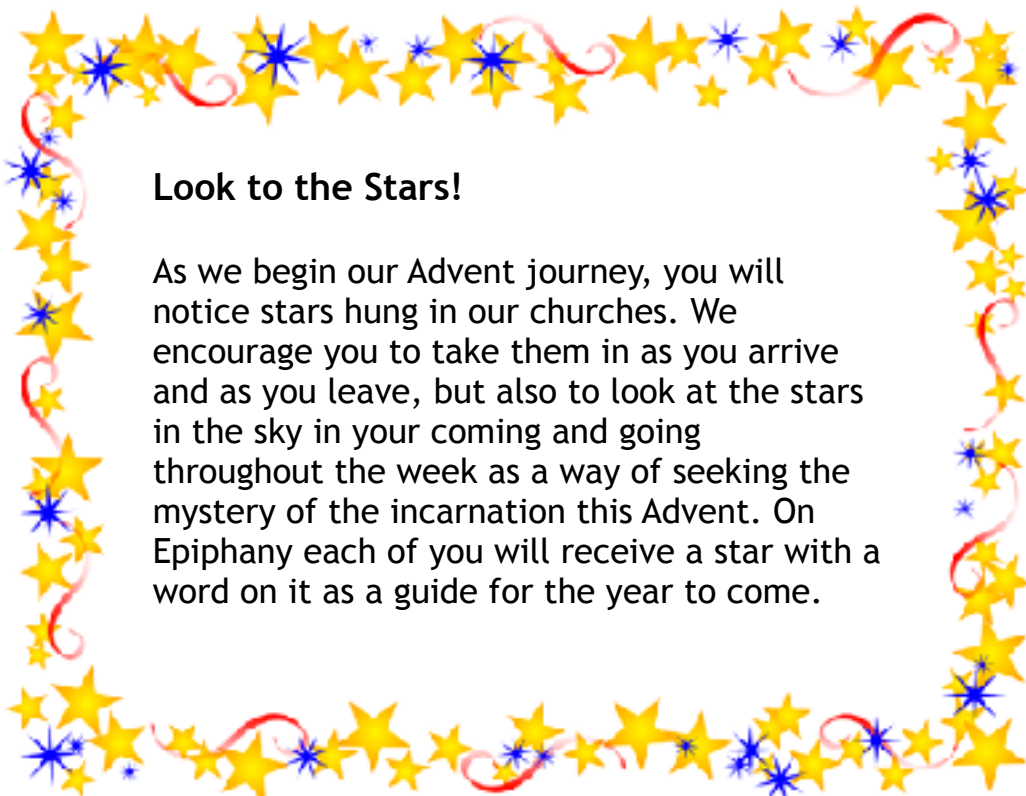 Look to the Stars!
As we begin our Advent journey, you will
notice stars hung in our churches. We
encourage you to take them in as you arrive
and as you leave, but also to look at the stars
in the sky in your coming and going
throughout the week as a way of seeking the
mystery of the incarnation this Advent. On
Epiphany each of you will receive a star with a
word on it as a guide for the year to come.